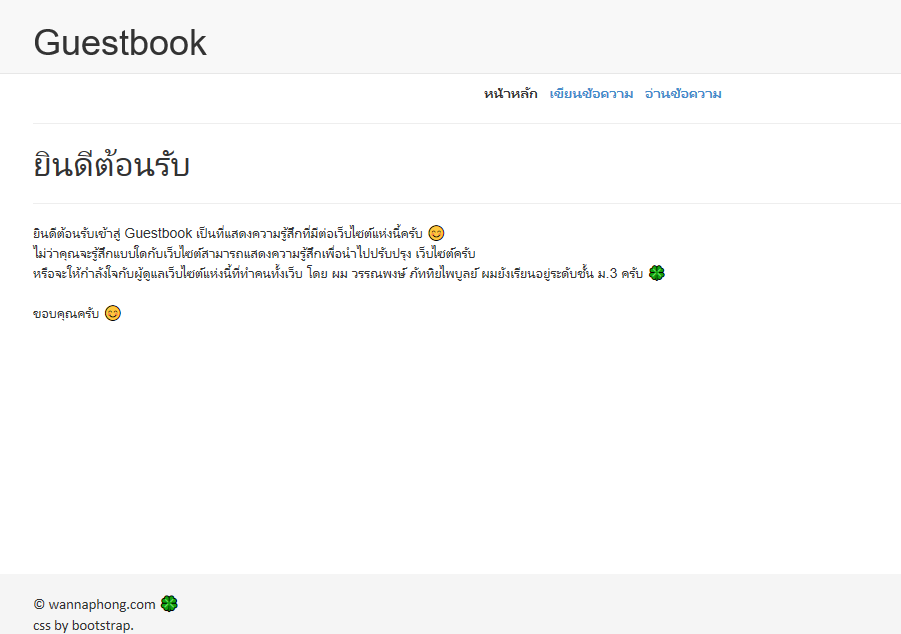 Guestbook
หน้าหลัก เขียนข้อความ อ่านข้อความ
ยินดีต้อนรับ
ยินดีต้อนรับเข้าสู่ Guestbook เป็นที่แสดงความรู้สึกที่มีต่อเว็บไซต์แห่งนี้ครับ 😊
ไม่ว่าคุณจะรู้สึกแบบใดกับเว็บไซต์สามารถแสดงความรู้สึกเพื่อนำไปปรับปรุง เว็บไซต์ครับ
หรือจะให้กำลังใจกับผู้ดูแลเว็บไซต์แห่งนี้ที่ทำคนทั้งเว็บ โดย ผม วรรณพงษ์ ภัททิยไพบูลย์ ผมยังเรียนอยู่ระดับชั้น ม.3 ครับ 🍀
ขอบคุณครับ 😊
© wannaphong.com 🍀
css by bootstrap.